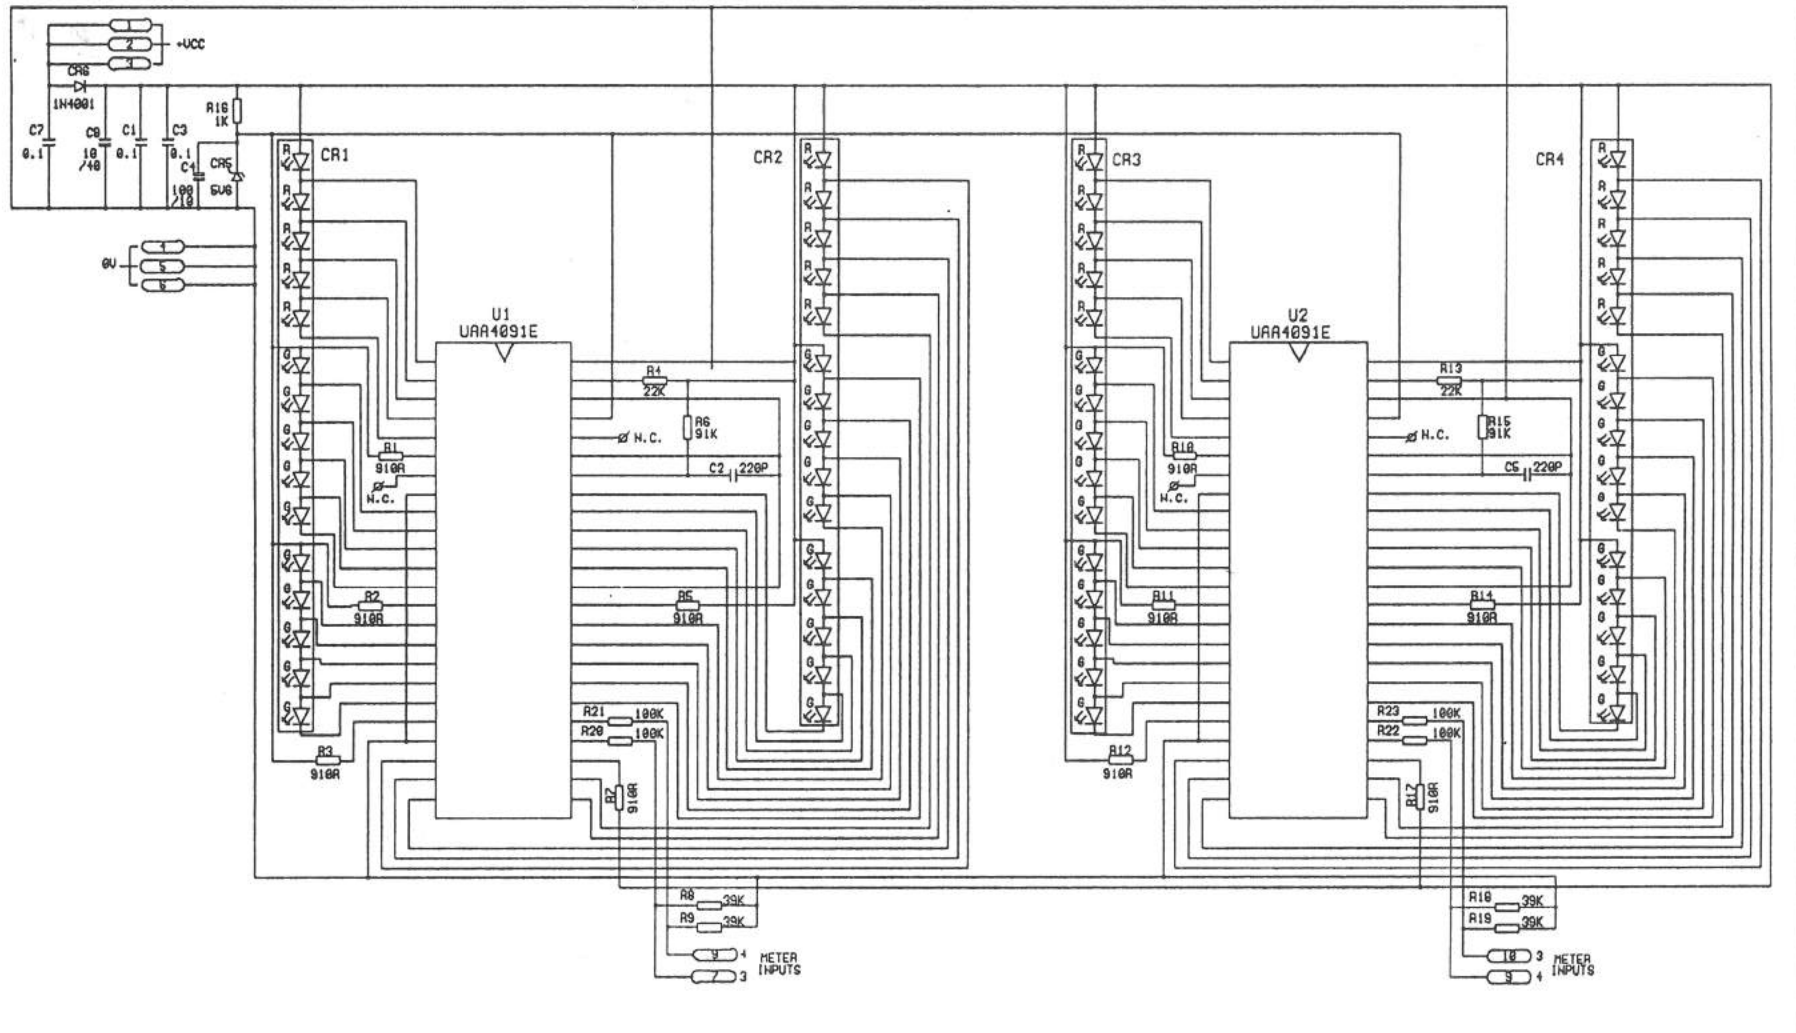 1
2 +VCC
3
CR6
1N4001
R16
1K
C7
0.1
C8
10
/40
C1
0.1
C3
0.1
C4
100
/10
CR5
5V6
4
0V 5
6
CR1
R
R
R
R
R
G
G
G
G
G
G
G
G
G
G
R1
910R
N.C.
R2
910R
R3
910R
U1
UAA4091E
R4
22K
R6
91K
N.C.
C2 220P
R5
910R
R21 100K
R20 100K
R7
910R
R8 39K
R9 39K
9 4
7 3
METER
INPUTS
CR2
R
R
R
R
R
G
G
G
G
G
G
G
G
G
G
CR3
R
R
R
R
R
G
G
G
G
G
G
G
G
G
G
R10
910R
N.C.
R11
910R
R12
910R
U2
UAA4091E
R13
22K
R15
91K
N.C.
C5 220P
R14
910R
R23 100K
R22 100K
R17
910R
R18 39K
R19 39K
10 3
9 4
METER
INPUTS
CR4
R
R
R
R
R
G
G
G
G
G
G
G
G
G
G